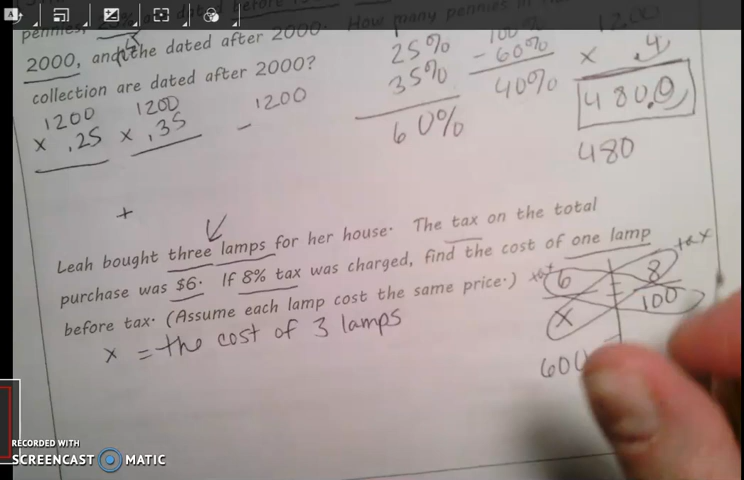 pennies,
2000, and the dated after 2000. How many pennies in
collection are dated after 2000?
1200
x .25
1200
x .35
- 1200
25%
35%
60%
100%
- 60%
40%
1200
x .4
480.0
480
+
Leah bought three lamps for her house. The tax on the total
purchase was $6. If 8% tax was charged, find the cost of one lamp
before tax. (Assume each lamp cost the same price.)
x = the cost of 3 lamps
tax 6 = 8 tax
x 100
600
RECORDED WITH
SCREENCAST MATIC